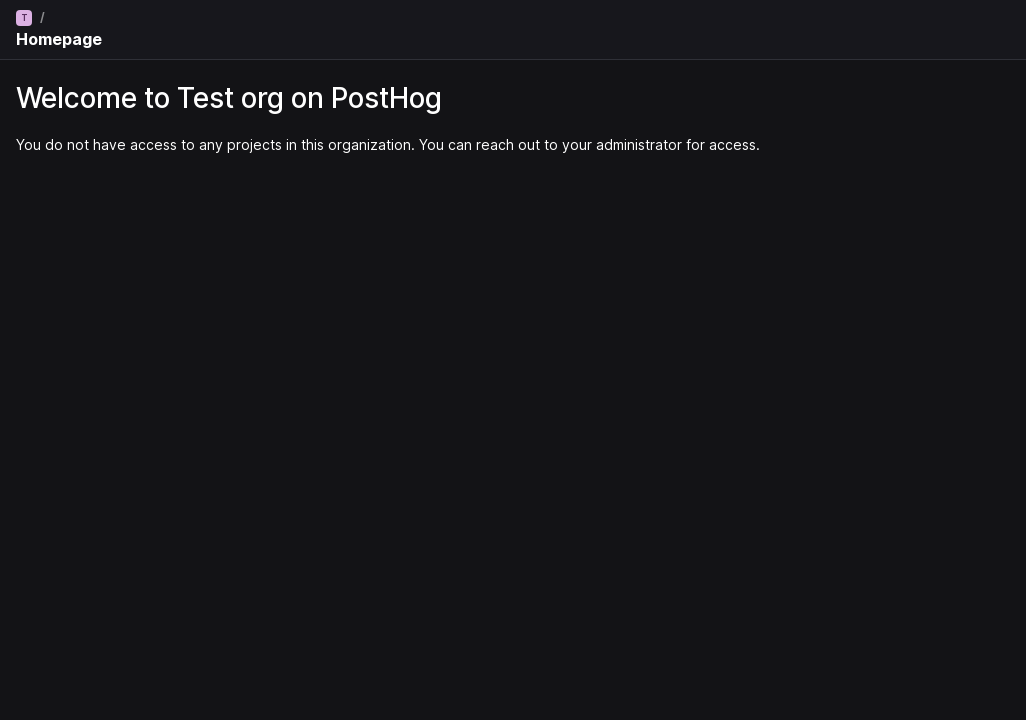 T /
Homepage
Welcome to Test org on PostHog
You do not have access to any projects in this organization. You can reach out to your administrator for access.